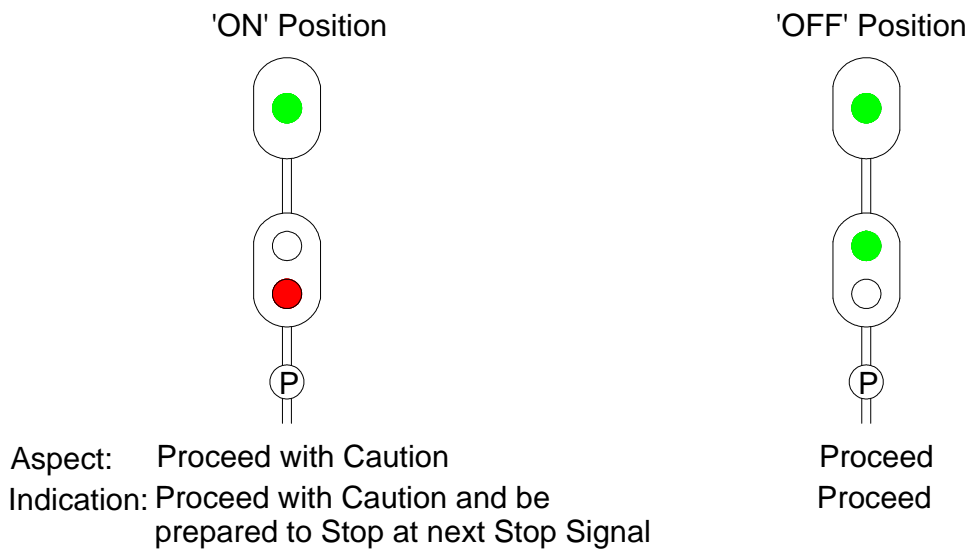 'ON' Position 'OFF' Position
P P
Aspect: Proceed with Caution Proceed
Indication: Proceed with Caution and be Proceed
prepared to Stop at next Stop Signal